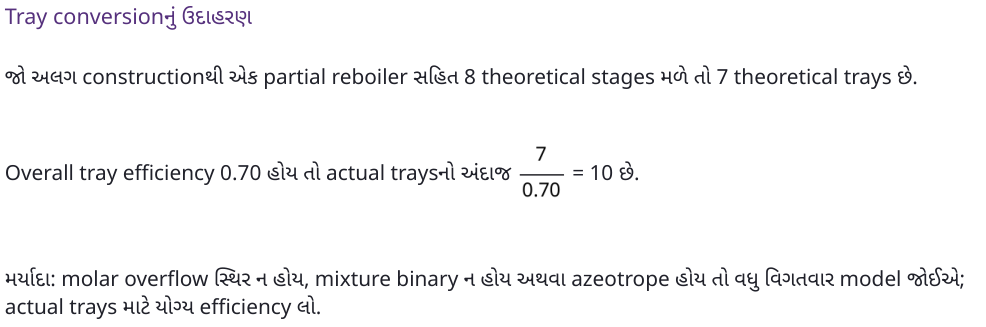 Tray conversionનું ઉદાહરણ
જો અલગ constructionથી એક partial reboiler સહિત 8 theoretical stages મળે તો 7 theoretical trays છે.
Overall tray efficiency 0.70 હોય તો actual traysનો અંદાજ 7/0.70 = 10 છે.
મર્યાદા: molar overflow સ્થિર ન હોય, mixture binary ન હોય અથવા azeotrope હોય તો વધુ વિગતવાર model જોઈએ;
actual trays માટે યોગ્ય efficiency લો.